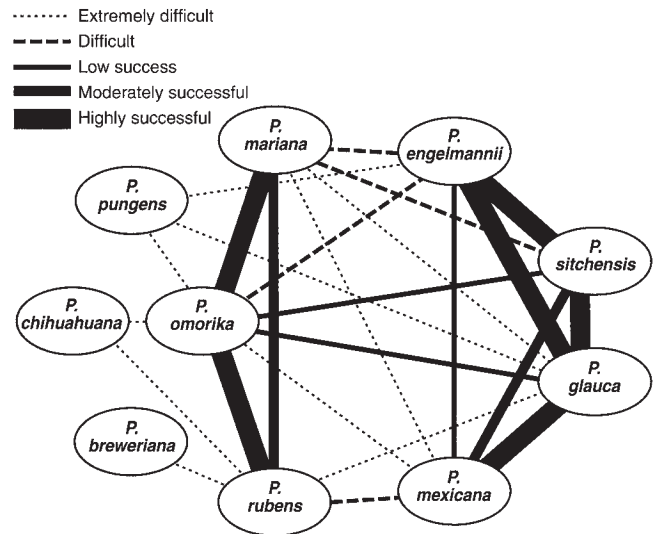 Extremely difficult
Difficult
Low success
Moderately successful
Highly successful
P.
mariana
P.
engelmannii
P.
pungens
P.
sitchensis
P.
chihuahuana
P.
omorika
P.
glauca
P.
breweriana
P.
rubens
P.
mexicana